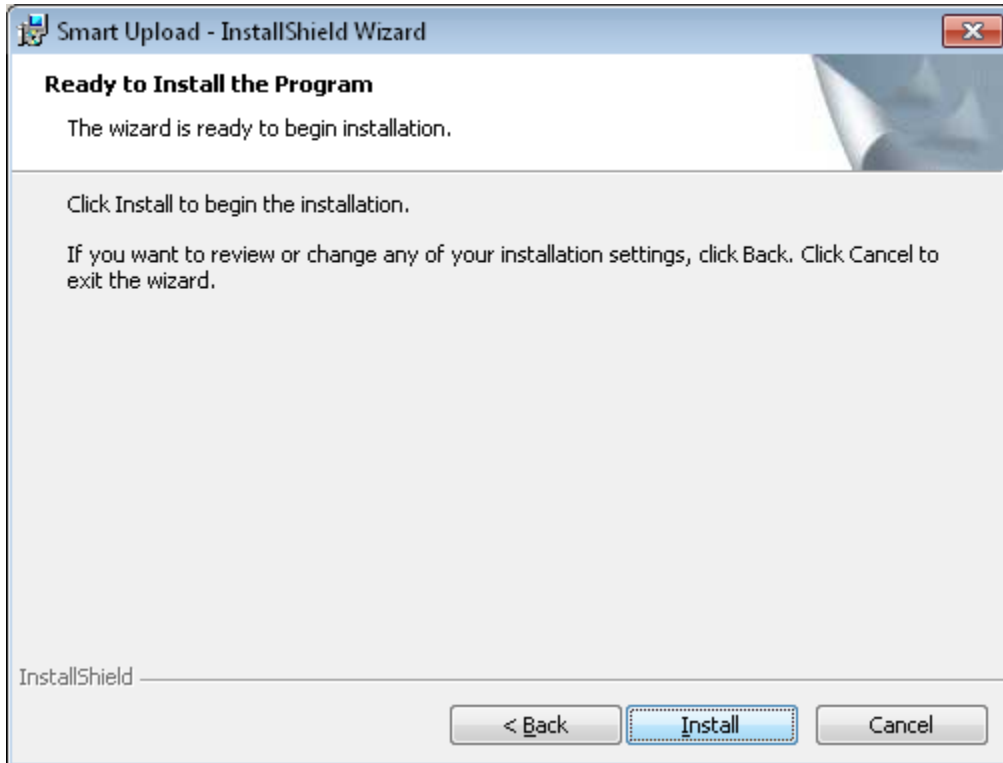 Smart Upload - InstallShield Wizard
Ready to Install the Program
The wizard is ready to begin installation.
Click Install to begin the installation.
If you want to review or change any of your installation settings, click Back. Click Cancel to
exit the wizard.
InstallShield
< Back
Install
Cancel